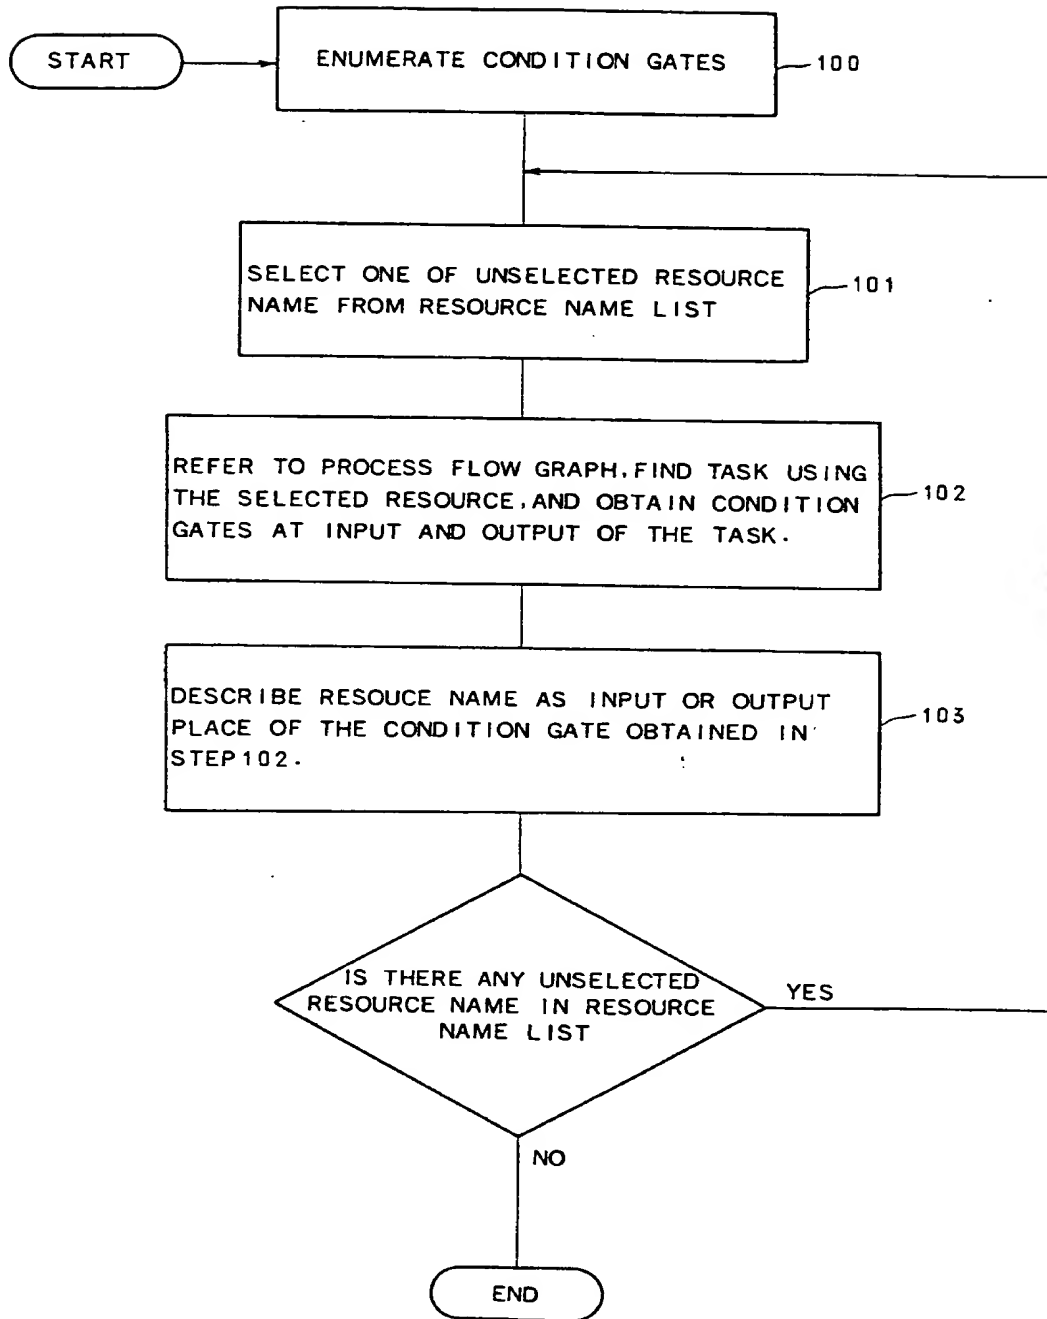 START
ENUMERATE CONDITION GATES
100
SELECT ONE OF UNSELECTED RESOURCE
NAME FROM RESOURCE NAME LIST
101
REFER TO PROCESS FLOW GRAPH, FIND TASK USING
THE SELECTED RESOURCE, AND OBTAIN CONDITION
GATES AT INPUT AND OUTPUT OF THE TASK.
102
DESCRIBE RESOUCE NAME AS INPUT OR OUTPUT
PLACE OF THE CONDITION GATE OBTAINED IN
STEP102.
103
IS THERE ANY UNSELECTED
RESOURCE NAME IN RESOURCE
NAME LIST
YES
NO
END